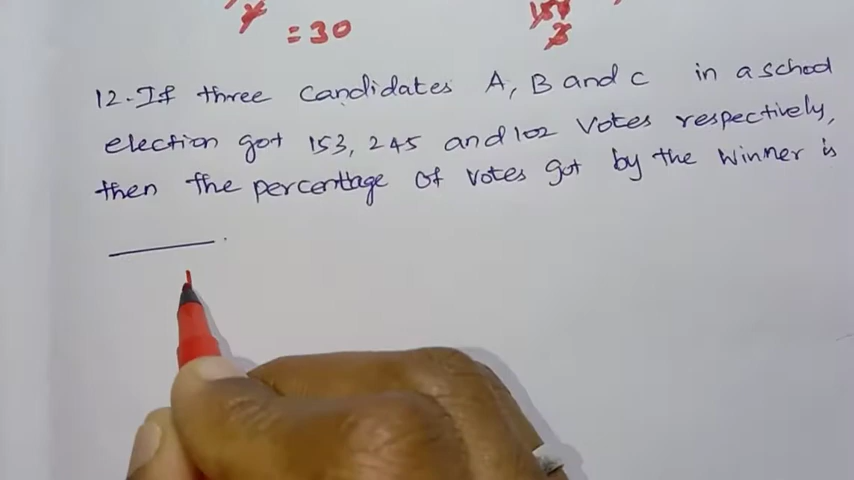 = 30
12. If three candidates A, B and C in a school
election got 153, 245 and 102 Votes respectively,
then the percentage of votes got by the winner is